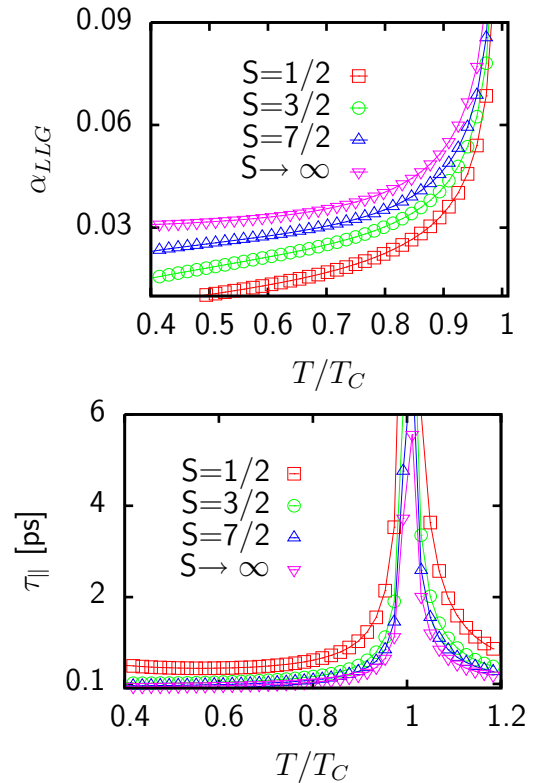 0.09
0.06
0.03
α_{LLG}
S=1/2
S=3/2
S=7/2
S→ ∞
0.4 0.5 0.6 0.7 0.8 0.9 1
T/T_C
6
4
2
0.1
τ_∥ [ps]
S=1/2
S=3/2
S=7/2
S→ ∞
0.4 0.6 0.8 1 1.2
T/T_C